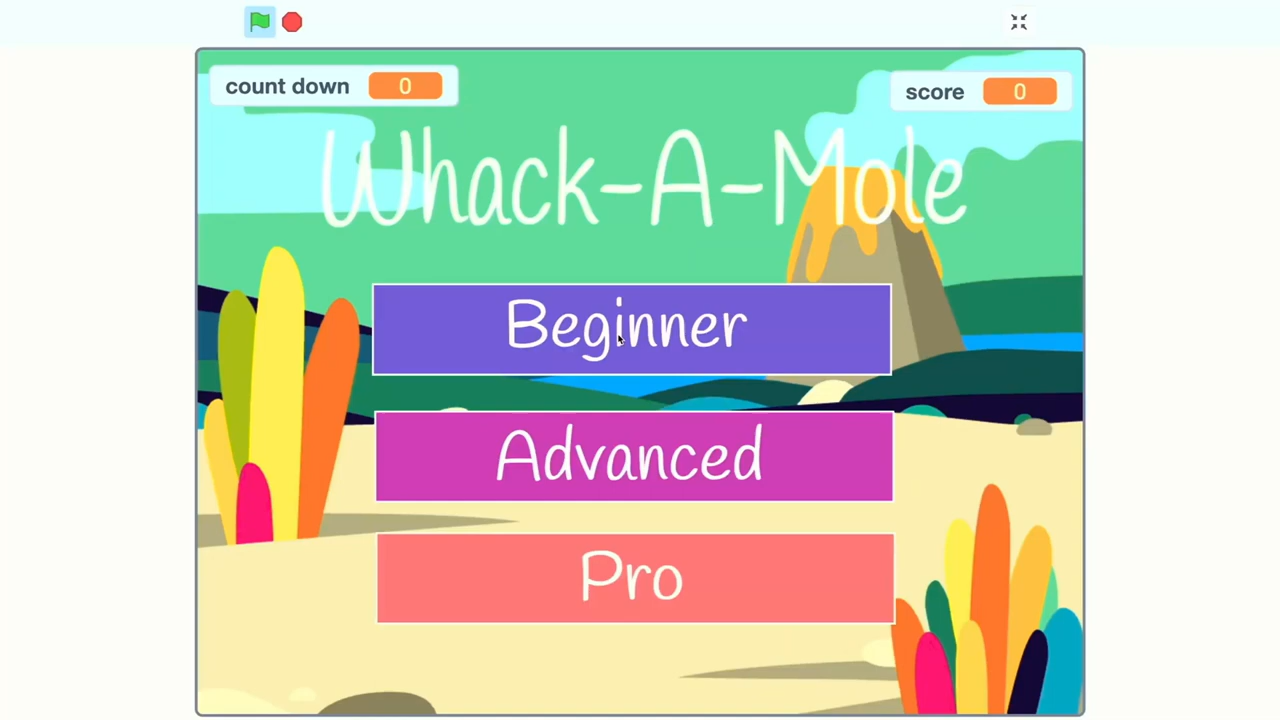 count down 0
score 0
Whack-A-Mole
Beginner
Advanced
Pro